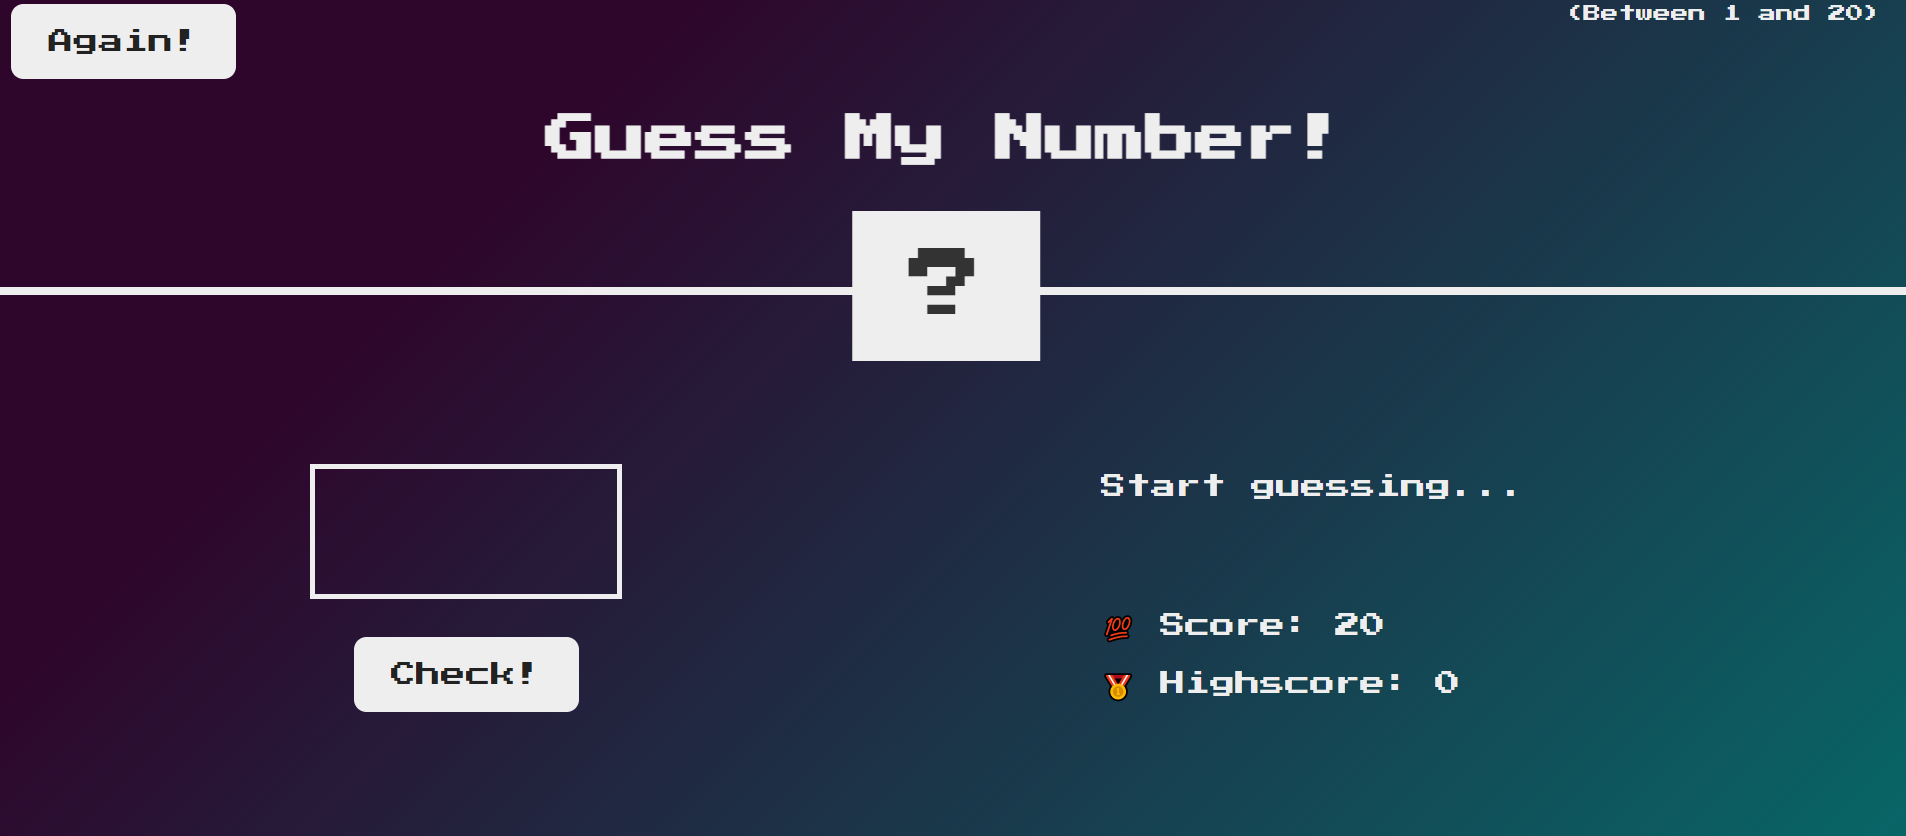 Again!
(Between 1 and 20)
Guess My Number!
?
Start guessing...
Check!
💯 Score: 20
🥇 Highscore: 0